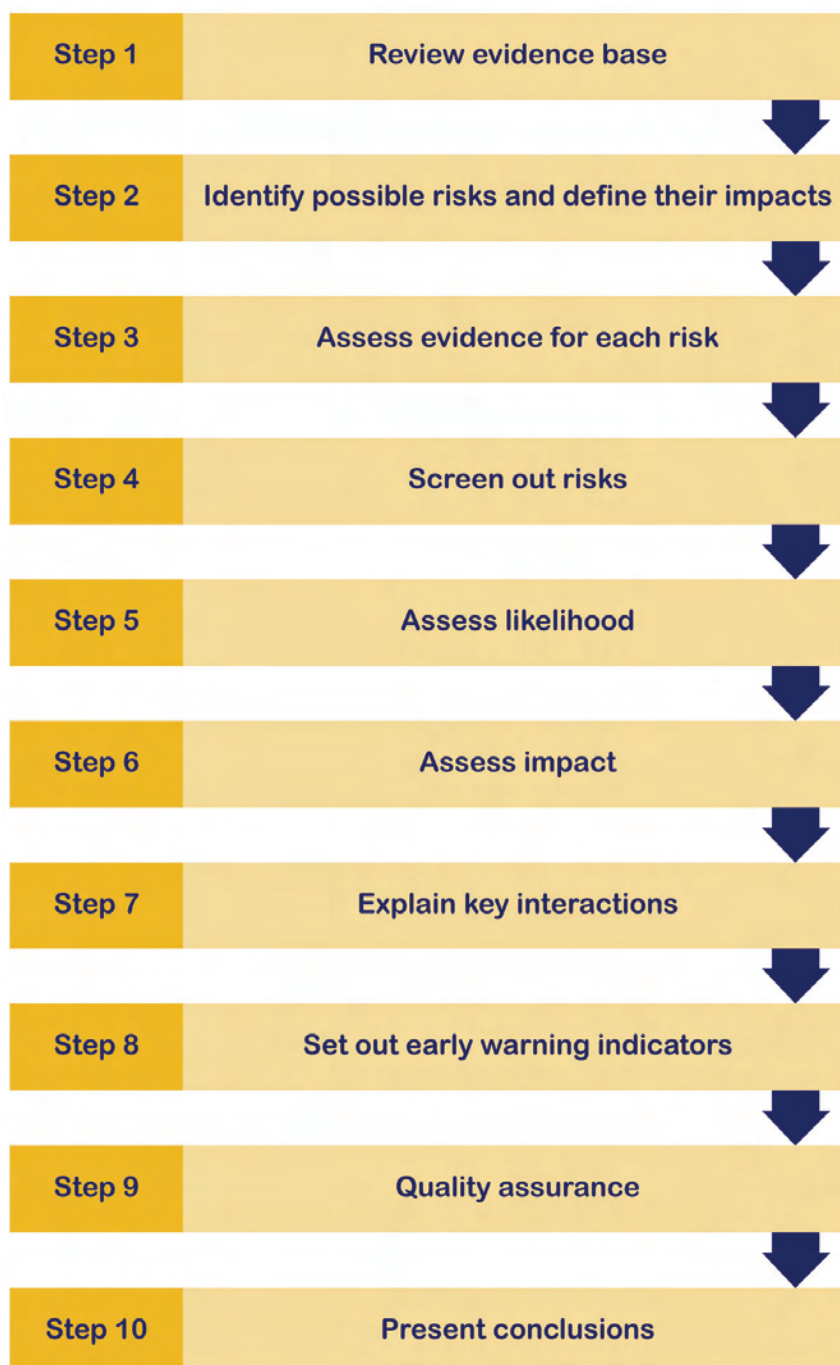 Step 1 Review evidence base
Step 2 Identify possible risks and define their impacts
Step 3 Assess evidence for each risk
Step 4 Screen out risks
Step 5 Assess likelihood
Step 6 Assess impact
Step 7 Explain key interactions
Step 8 Set out early warning indicators
Step 9 Quality assurance
Step 10 Present conclusions